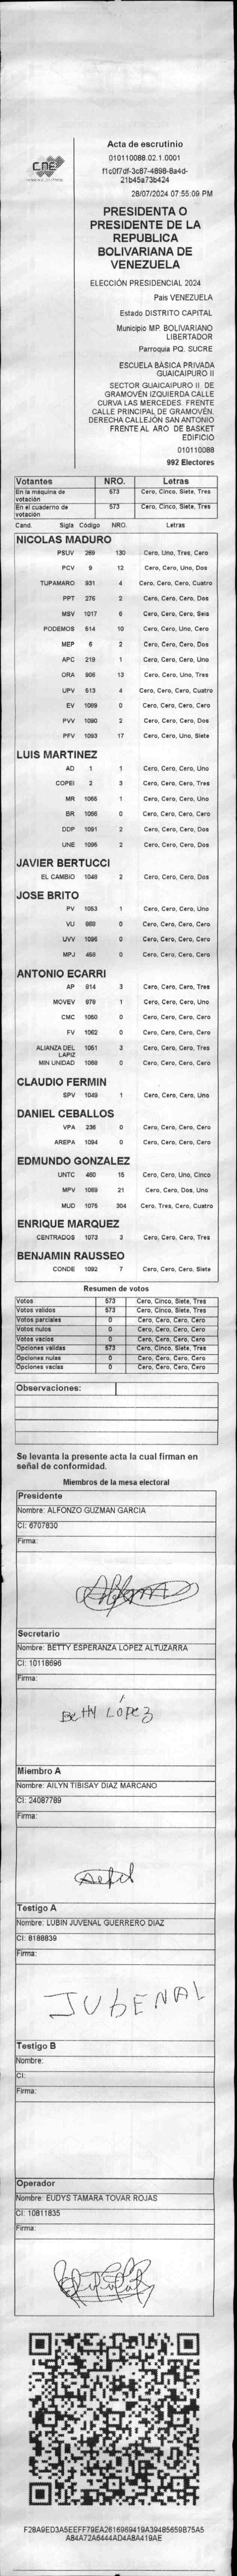 Acta de escrutinio
010110088.02.1.0001
f1c0f7df-3c87-4898-8a4d-
21b45a73b424
28/07/2024 07:55:09 PM
PRESIDENTA O
PRESIDENTE DE LA
REPUBLICA
BOLIVARIANA DE
VENEZUELA
ELECCIÓN PRESIDENCIAL 2024
País VENEZUELA
Estado DISTRITO CAPITAL
Municipio MP. BOLIVARIANO
LIBERTADOR
Parroquia PQ. SUCRE
ESCUELA BÁSICA PRIVADA
GUAICAIPURO II
SECTOR GUAICAIPURO II DE
GRAMOVÉN IZQUIERDA CALLE
CURVA LAS MERCEDES. FRENTE
CALLE PRINCIPAL DE GRAMOVÉN.
DERECHA CALLEJÓN SAN ANTONIO
FRENTE AL ARO DE BASKET
EDIFICIO
010110088
992 Electores
Votantes NRO. Letras
En la máquina de votación 573 Cero, Cinco, Siete, Tres
En el cuaderno de votación 573 Cero, Cinco, Siete, Tres
Cand. Sigla Código NRO. Letras
NICOLAS MADURO
PSUV 269 130 Cero, Uno, Tres, Cero
PCV 9 12 Cero, Cero, Uno, Dos
TUPAMARO 931 4 Cero, Cero, Cero, Cuatro
PPT 276 2 Cero, Cero, Cero, Dos
MSV 1017 6 Cero, Cero, Cero, Seis
PODEMOS 514 10 Cero, Cero, Uno, Cero
MEP 6 2 Cero, Cero, Cero, Dos
APC 219 1 Cero, Cero, Cero, Uno
ORA 906 13 Cero, Cero, Uno, Tres
UPV 513 4 Cero, Cero, Cero, Cuatro
EV 1089 0 Cero, Cero, Cero, Cero
PVV 1090 2 Cero, Cero, Cero, Dos
PFV 1093 17 Cero, Cero, Uno, Siete
LUIS MARTINEZ
AD 1 1 Cero, Cero, Cero, Uno
COPEI 2 3 Cero, Cero, Cero, Tres
MR 1065 1 Cero, Cero, Cero, Uno
BR 1066 0 Cero, Cero, Cero, Cero
DDP 1091 2 Cero, Cero, Cero, Dos
UNE 1095 2 Cero, Cero, Cero, Dos
JAVIER BERTUCCI
EL CAMBIO 1048 2 Cero, Cero, Cero, Dos
JOSE BRITO
PV 1053 1 Cero, Cero, Cero, Uno
VU 988 0 Cero, Cero, Cero, Cero
UVV 1096 0 Cero, Cero, Cero, Cero
MPJ 458 0 Cero, Cero, Cero, Cero
ANTONIO ECARRI
AP 914 3 Cero, Cero, Cero, Tres
MOVEV 979 1 Cero, Cero, Cero, Uno
CMC 1050 0 Cero, Cero, Cero, Cero
FV 1062 0 Cero, Cero, Cero, Cero
ALIANZA DEL LÁPIZ 1051 3 Cero, Cero, Cero, Tres
MIN UNIDAD 1068 0 Cero, Cero, Cero, Cero
CLAUDIO FERMIN
SPV 1049 1 Cero, Cero, Cero, Uno
DANIEL CEBALLOS
VPA 236 0 Cero, Cero, Cero, Cero
AREPA 1094 0 Cero, Cero, Cero, Cero
EDMUNDO GONZALEZ
UNTC 460 15 Cero, Cero, Uno, Cinco
MPV 1069 21 Cero, Cero, Dos, Uno
MUD 1075 304 Cero, Tres, Cero, Cuatro
ENRIQUE MARQUEZ
CENTRADOS 1073 3 Cero, Cero, Cero, Tres
BENJAMIN RAUSSEO
CONDE 1092 7 Cero, Cero, Cero, Siete
Resumen de votos
Votos 573 Cero, Cinco, Siete, Tres
Votos validos 573 Cero, Cinco, Siete, Tres
Votos parciales 0 Cero, Cero, Cero, Cero
Votos nulos 0 Cero, Cero, Cero, Cero
Votos vacios 0 Cero, Cero, Cero, Cero
Opciones validas 573 Cero, Cinco, Siete, Tres
Opciones nulas 0 Cero, Cero, Cero, Cero
Opciones vacias 0 Cero, Cero, Cero, Cero
Observaciones:
Se levanta la presente acta la cual firman en
señal de conformidad.
Miembros de la mesa electoral
Presidente
Nombre: ALFONZO GUZMAN GARCIA
CI: 6707830
Firma:
Secretario
Nombre: BETTY ESPERANZA LOPEZ ALTUZARRA
CI: 10118696
Firma:
Betty Lopez
Miembro A
Nombre: AILYN TIBISAY DIAZ MARCANO
CI: 24087789
Firma:
Testigo A
Nombre: LUBIN JUVENAL GUERRERO DIAZ
CI: 8188839
Firma:
JUBENAL
Testigo B
Nombre:
CI:
Firma:
Operador
Nombre: EUDYS TAMARA TOVAR ROJAS
CI: 10811835
Firma:
F28A9ED3A5EEFF79EA2616969419A39485659B75A5
A84A72A6444AD4A8A419AE